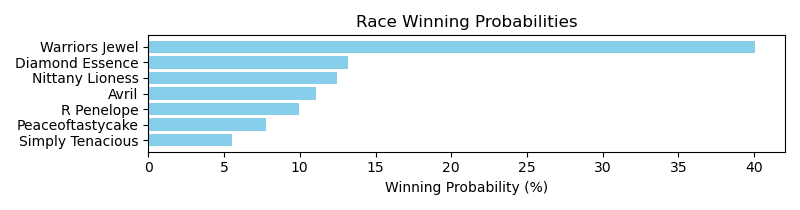 Race Winning Probabilities
Warriors Jewel
Diamond Essence
Nittany Lioness
Avril
R Penelope
Peaceoftastycake
Simply Tenacious
0 5 10 15 20 25 30 35 40
Winning Probability (%)